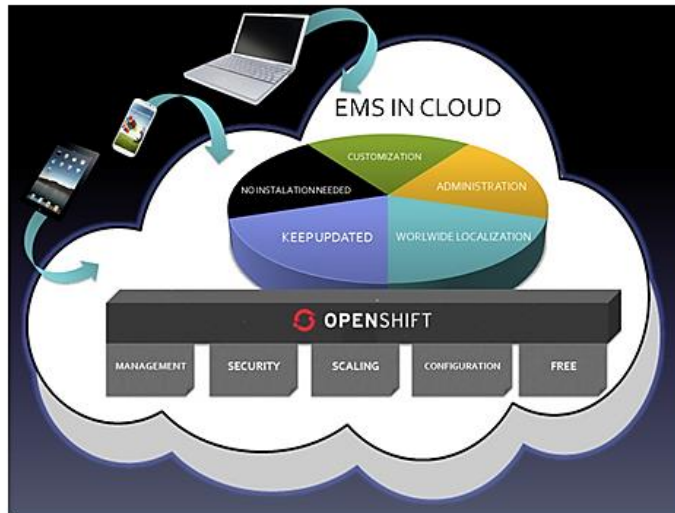 EMS IN CLOUD
CUSTOMIZATION
NO INSTALATION NEEDED
ADMINISTRATION
KEEP UPDATED
WORLWIDE LOCALIZATION
OPENSHIFT
MANAGEMENT
SECURITY
SCALING
CONFIGURATION
FREE